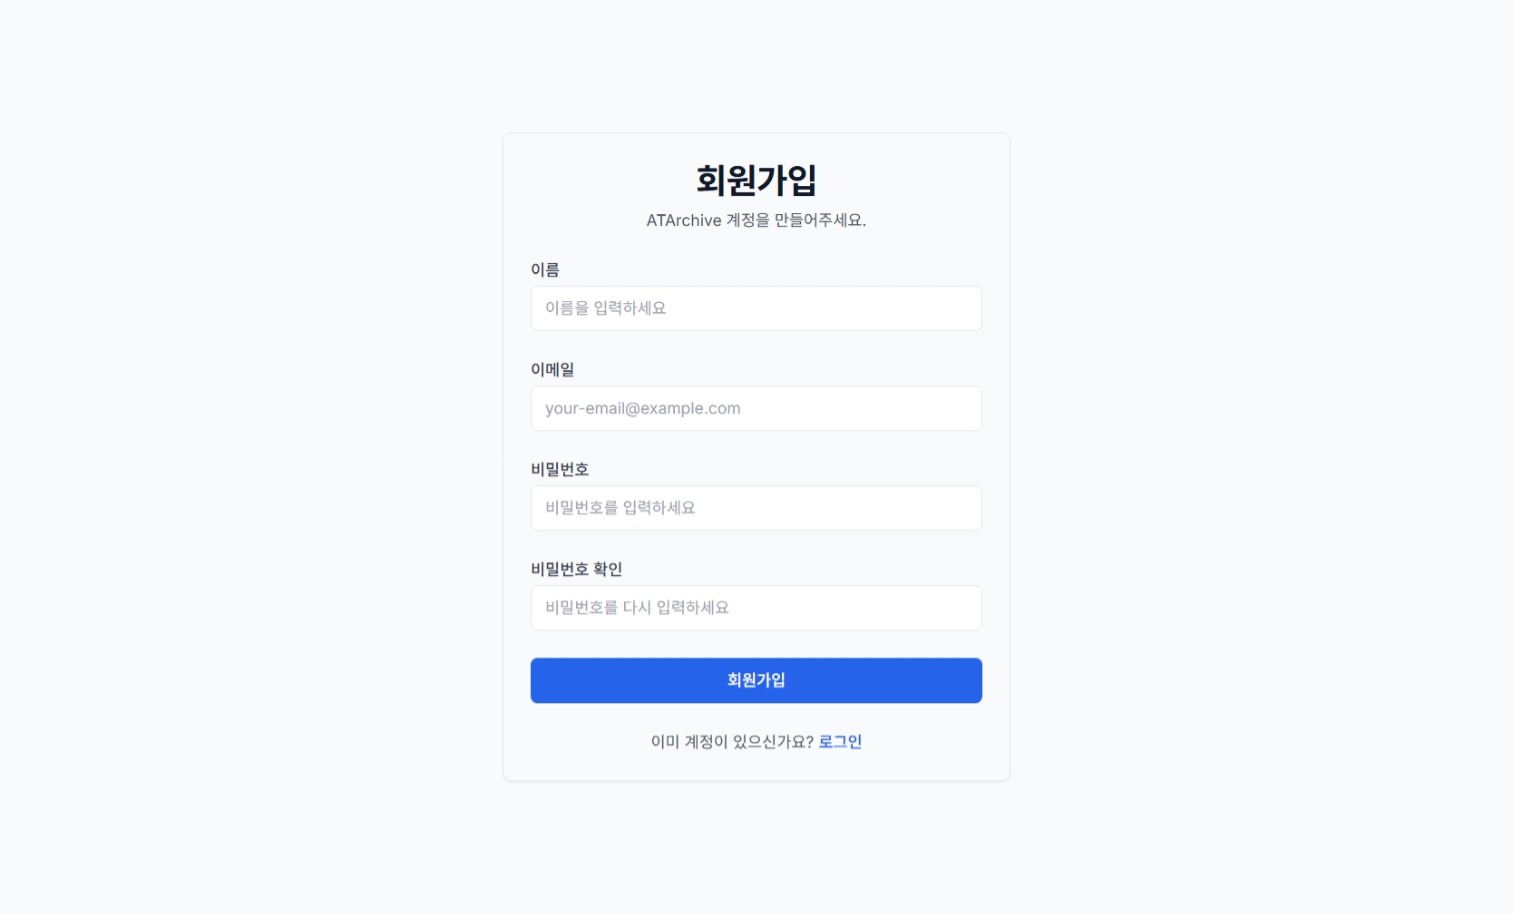 회원가입
ATArchive 계정을 만들어주세요.
이름
이름을 입력하세요
이메일
your-email@example.com
비밀번호
비밀번호를 입력하세요
비밀번호 확인
비밀번호를 다시 입력하세요
회원가입
이미 계정이 있으신가요? 로그인